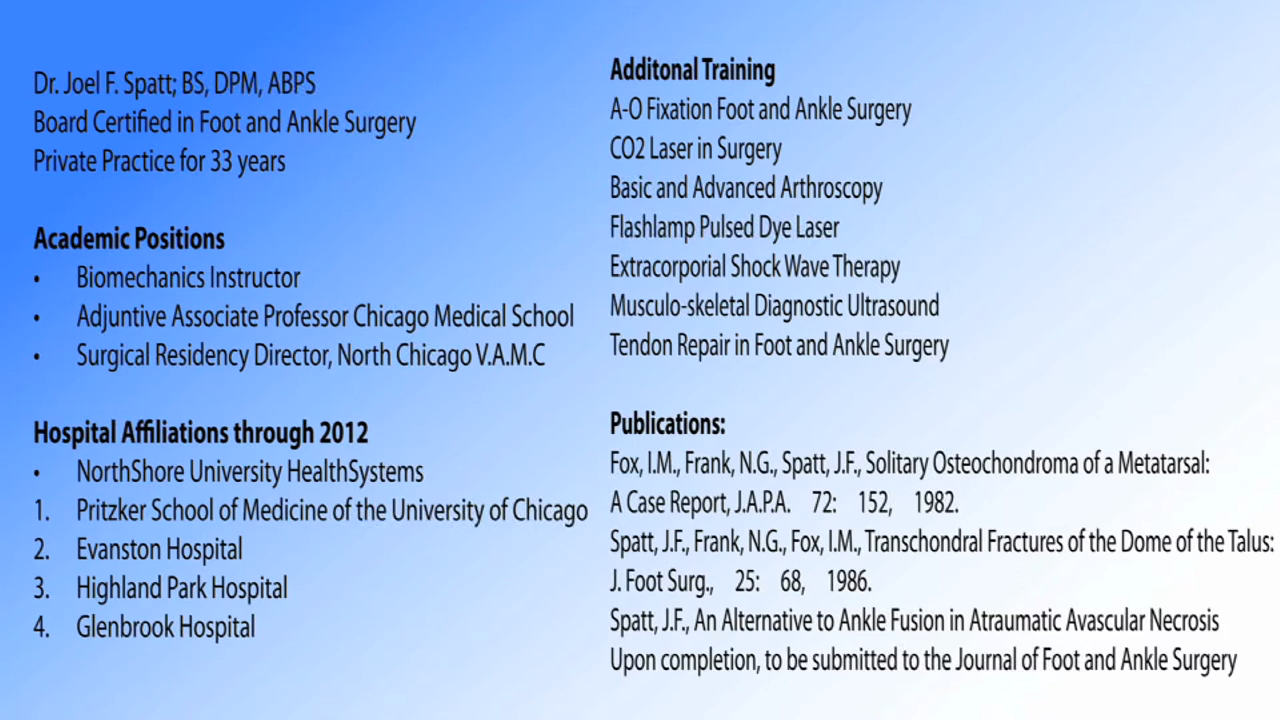 Dr. Joel F. Spatt; BS, DPM, ABPS
Board Certified in Foot and Ankle Surgery
Private Practice for 33 years
Academic Positions
• Biomechanics Instructor
• Adjuntive Associate Professor Chicago Medical School
• Surgical Residency Director, North Chicago V.A.M.C
Hospital Affiliations through 2012
• NorthShore University HealthSystems
1. Pritzker School of Medicine of the University of Chicago
2. Evanston Hospital
3. Highland Park Hospital
4. Glenbrook Hospital
Additonal Training
A-O Fixation Foot and Ankle Surgery
CO2 Laser in Surgery
Basic and Advanced Arthroscopy
Flashlamp Pulsed Dye Laser
Extracorporial Shock Wave Therapy
Musculo-skeletal Diagnostic Ultrasound
Tendon Repair in Foot and Ankle Surgery
Publications:
Fox, I.M., Frank, N.G., Spatt, J.F., Solitary Osteochondroma of a Metatarsal:
A Case Report, J.A.P.A. 72: 152, 1982.
Spatt, J.F., Frank, N.G., Fox, I.M., Transchondral Fractures of the Dome of the Talus:
J. Foot Surg., 25: 68, 1986.
Spatt, J.F., An Alternative to Ankle Fusion in Atraumatic Avascular Necrosis
Upon completion, to be submitted to the Journal of Foot and Ankle Surgery